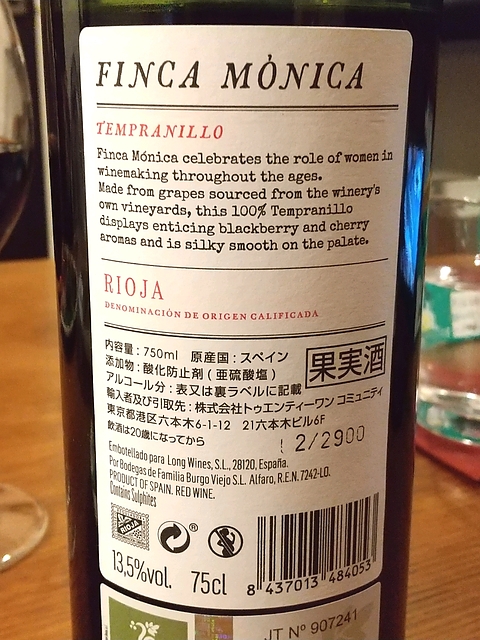 FINCA MÒNICA
TEMPRANILLO
Finca Mónica celebrates the role of women in
winemaking throughout the ages.
Made from grapes sourced from the winery's
own vineyards, this 100% Tempranillo
displays enticing blackberry and cherry
aromas and is silky smooth on the palate.
RIOJA
DENOMINACIÓN DE ORIGEN CALIFICADA
内容量：750ml 原産国：スペイン
添加物：酸化防止剤（亜硫酸塩）
果実酒
アルコール分：表又は裏ラベルに記載
輸入者及び引取先：株式会社トゥエンティーワン コミュニティ
東京都港区六本木6-1-12 21六本木ビル6F
飲酒は20歳になってから
12/2900
Embotellado para Long Wines, S.L., 28120, España.
Por Bodegas de Familia Burgo Viejo S.L. Alfaro, R.E.N. 7242-LO.
PRODUCT OF SPAIN. RED WINE.
Contains Sulphites
RIOJA
13,5%vol. 75cl
8 437013 484053
JT Nº 907241